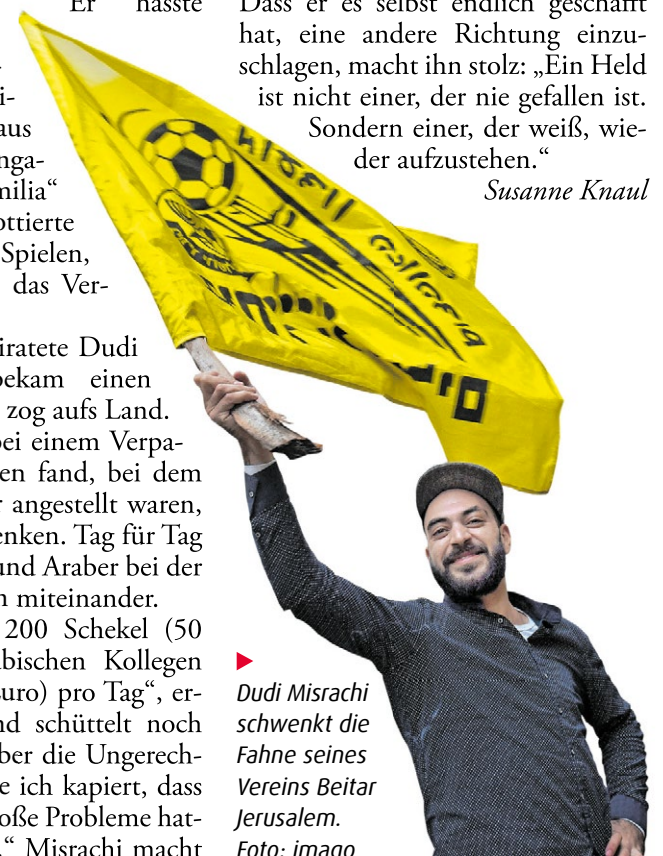 Er hasste
i-
aus
nga-
milia“
ottierte
Spielen,
das Ver-
iratete Dudi
bekam einen
zog aufs Land.
bei einem Verpa-
en fand, bei dem
r angestellt waren,
enken. Tag für Tag
und Araber bei der
n miteinander.
200 Schekel (50
abischen Kollegen
uro) pro Tag“, er-
nd schüttelt noch
ber die Ungerech-
e ich kapiert, dass
oße Probleme hat-
.“ Misrachi macht
Dass er es selbst endlich geschafft
hat, eine andere Richtung einzu-
schlagen, macht ihn stolz: „Ein Held
ist nicht einer, der nie gefallen ist.
Sondern einer, der weiß, wie-
der aufzustehen.“
Susanne Knaul
Dudi Misrachi
schwenkt die
Fahne seines
Vereins Beitar
Jerusalem.
Foto: imago